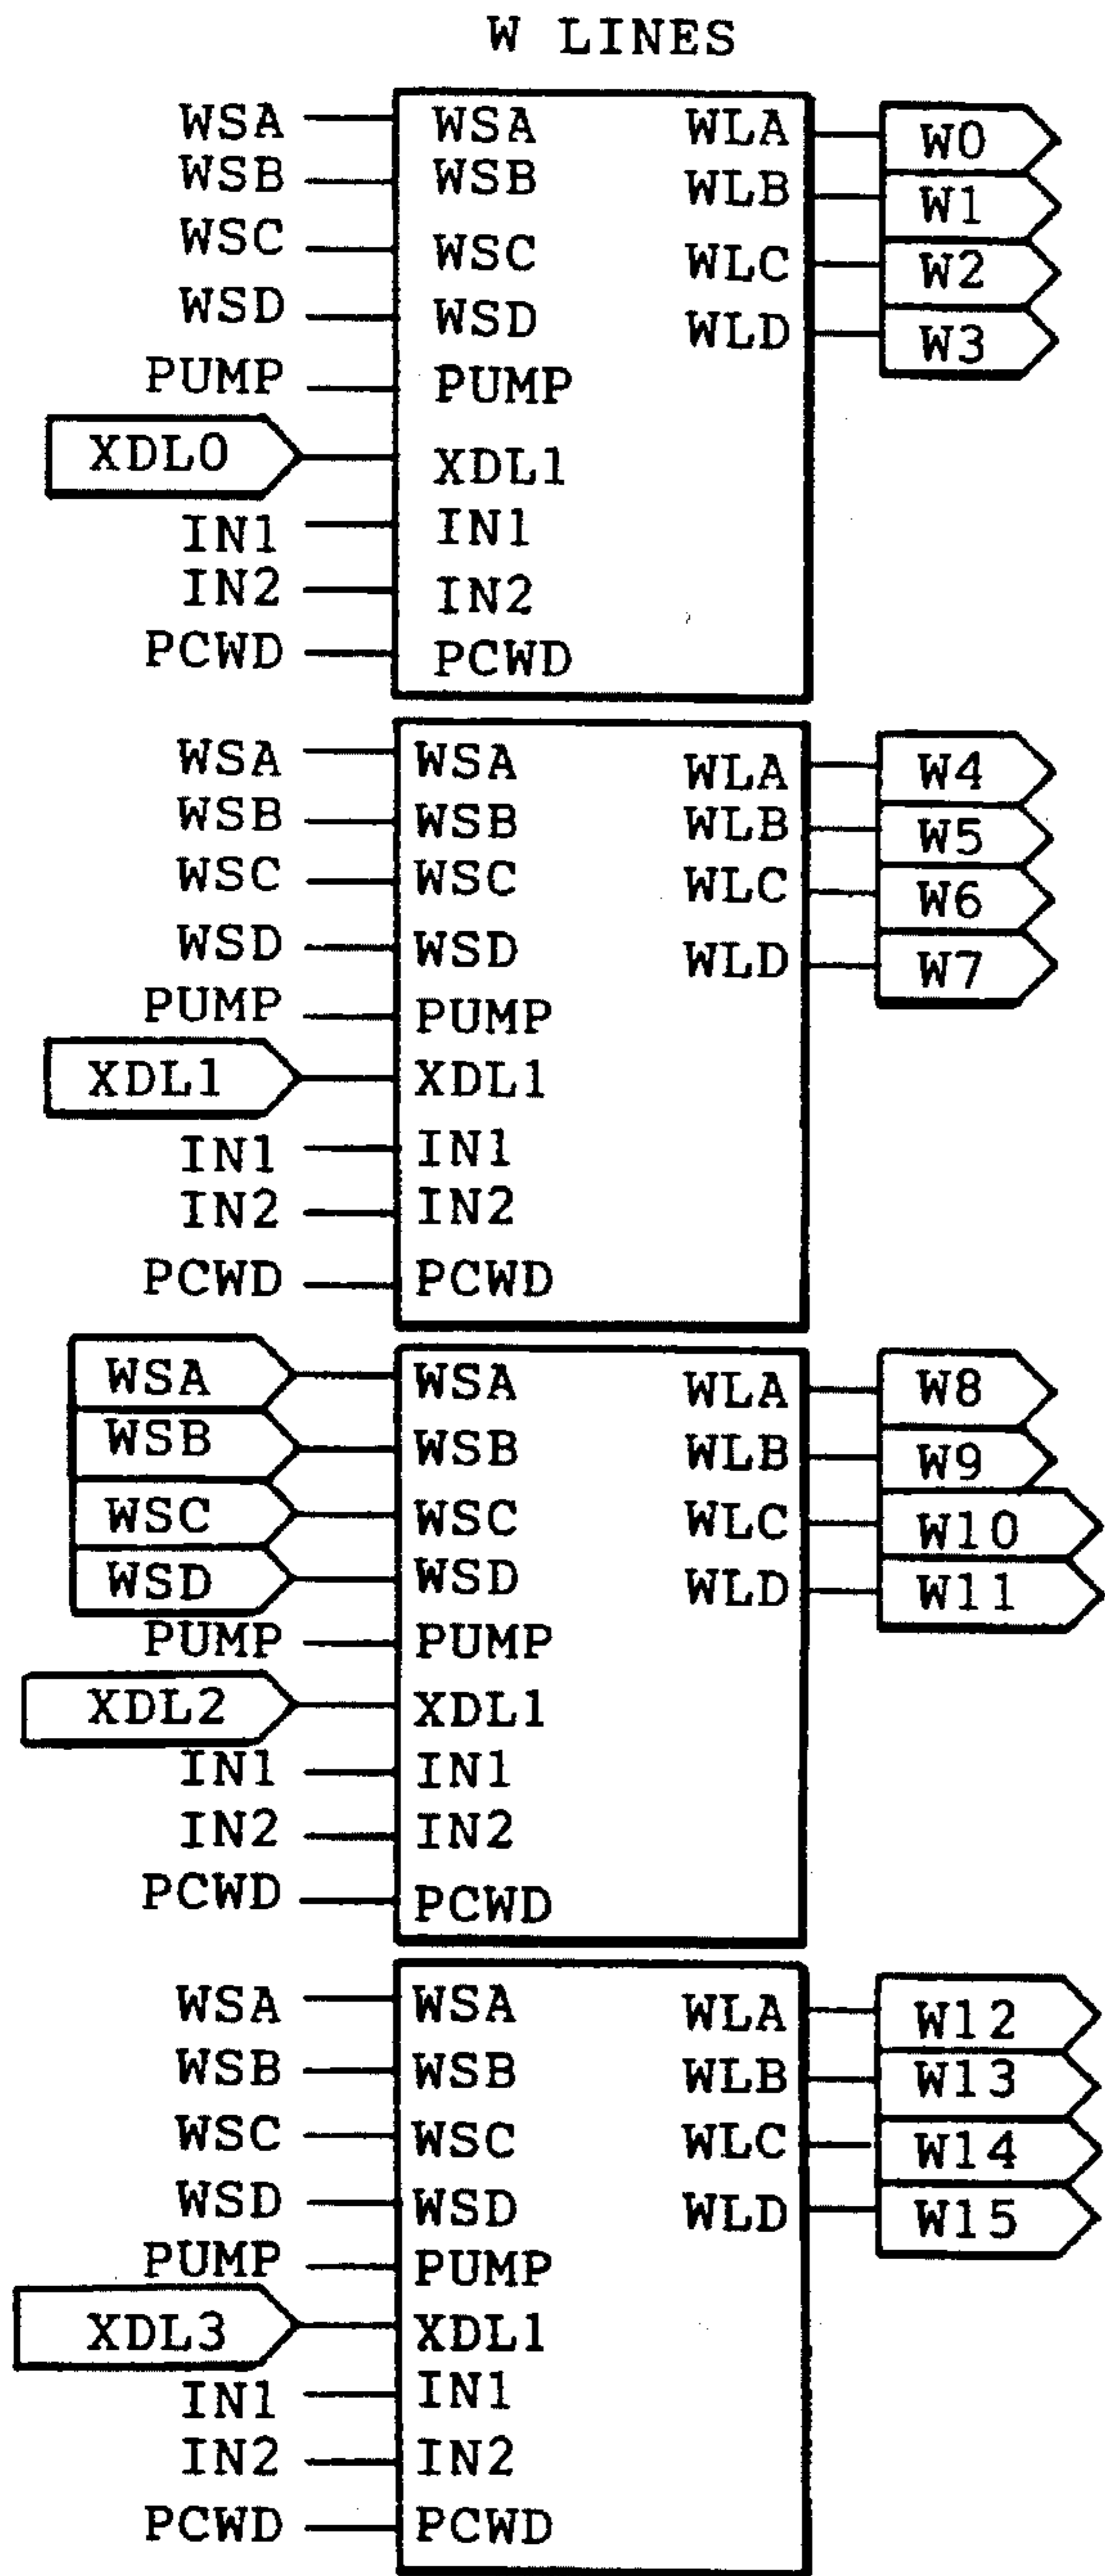 W LINES
WSA WSA WLA W0
WSB WSB WLB W1
WSC WSC WLC W2
WSD WSD WLD W3
PUMP PUMP
XDL0 XDL1
IN1 IN1
IN2 IN2
PCWD PCWD
WSA WSA WLA W4
WSB WSB WLB W5
WSC WSC WLC W6
WSD WSD WLD W7
PUMP PUMP
XDL1 XDL1
IN1 IN1
IN2 IN2
PCWD PCWD
WSA WSA WLA W8
WSB WSB WLB W9
WSC WSC WLC W10
WSD WSD WLD W11
PUMP PUMP
XDL2 XDL1
IN1 IN1
IN2 IN2
PCWD PCWD
WSA WSA WLA W12
WSB WSB WLB W13
WSC WSC WLC W14
WSD WSD WLD W15
PUMP PUMP
XDL3 XDL1
IN1 IN1
IN2 IN2
PCWD PCWD